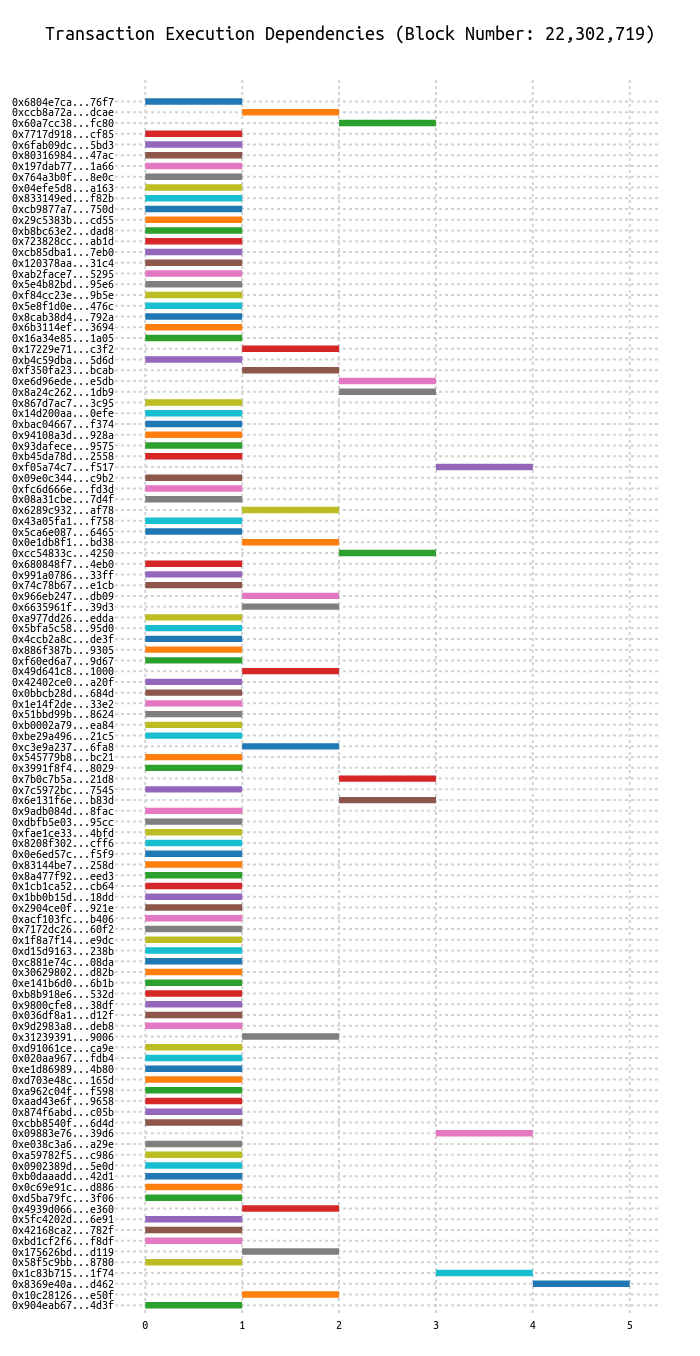 Transaction Execution Dependencies (Block Number: 22,302,719)
0x6804e7ca...76f7
0xccb8a72a...dcae
0x60a7cc38...fc80
0x7717d918...cf85
0x6fab09dc...5bd3
0x80316984...47ac
0x197dab77...1a66
0x764a3b0f...8e0c
0x04efe5d8...a163
0x833149ed...f82b
0xcb9877a7...750d
0x29c5383b...cd55
0xb8bc63e2...dad8
0x723828cc...ab1d
0xcb85dba1...7eb0
0x120378aa...31c4
0xab2face7...5295
0x5e4b82bd...95e6
0xf84cc23e...9b5e
0x5e8f1d0e...476c
0x8cab38d4...792a
0x6b3114ef...3694
0x16a34e85...1a05
0x17229e71...c3f2
0xb4c59dba...5d6d
0xf350fa23...bcab
0xe6d96ede...e5db
0x8a24c262...1db9
0x867d7ac7...3c95
0x14d200aa...0efe
0xbac04667...f374
0x94108a3d...928a
0x93dafece...9575
0xb45da78d...2558
0xf05a74c7...f517
0x09e0c344...c9b2
0xfc6d666e...fd3d
0x08a31cbe...7d4f
0x6289c932...af78
0x43a05fa1...f758
0x5ca6e087...6465
0x0e1db8f1...bd38
0xcc54833c...4250
0x680848f7...4eb0
0x991a0786...33ff
0x74c78b67...e1cb
0x966eb247...db09
0x6635961f...39d3
0xa977dd26...edda
0x5bfa5c58...95d0
0x4ccb2a8c...de3f
0x886f387b...9305
0xf60ed6a7...9d67
0x49d641c8...1000
0x42402ce0...a20f
0x0bbcb28d...684d
0x1e14f2de...33e2
0x51bbd99b...8624
0xb0002a79...ea84
0xbe29a496...21c5
0xc3e9a237...6fa8
0x545779b8...bc21
0x3991f8f4...8029
0x7b0c7b5a...21d8
0x7c5972bc...7545
0x6e131f6e...b83d
0x9adb084d...8fac
0xdbfb5e03...95cc
0xfae1ce33...4bfd
0x8208f302...cff6
0x0e6ed57c...f5f9
0x83144be7...258d
0x8a477f92...eed3
0x1cb1ca52...cb64
0x1bb0b15d...18dd
0x2904ce0f...921e
0xacf103fc...b406
0x7172dc26...60f2
0x1f8a7f14...e9dc
0xd15d9163...238b
0xc881e74c...08da
0x30629802...d82b
0xe141b6d0...6b1b
0xb8b918e6...532d
0x9800cfe8...38df
0x036df8a1...d12f
0x9d2983a8...deb8
0x31239391...9006
0xd91061ce...ca9e
0x020aa967...fdb4
0xe1d86989...4b80
0xd703e48c...165d
0xa962c04f...f598
0xaad43e6f...9658
0x874f6abd...c05b
0xcbb8540f...6d4d
0x09883e76...39d6
0xe038c3a6...a29e
0xa59782f5...c986
0x0902389d...5e0d
0xb0daaadd...42d1
0x0c69e91c...d886
0xd5ba79fc...3f06
0x4939d066...e360
0x5fc4202d...6e91
0x42168ca2...782f
0xbd1cf2f6...f8df
0x175626bd...d119
0x58f5c9bb...8780
0x1c83b715...1f74
0x8369e40a...d462
0x10c28126...e50f
0x904eab67...4d3f
0 1 2 3 4 5